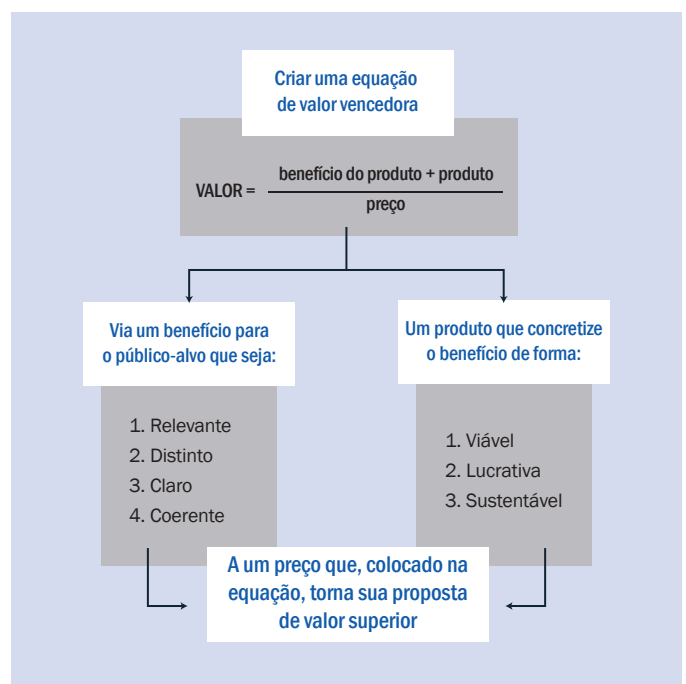 Criar uma equação
de valor vencedora
VALOR =
benefício do produto + produto
preço
Via um benefício para
o público-alvo que seja:
1. Relevante
2. Distinto
3. Claro
4. Coerente
Um produto que concretize
o benefício de forma:
1. Viável
2. Lucrativa
3. Sustentável
A um preço que, colocado na
equação, torna sua proposta
de valor superior